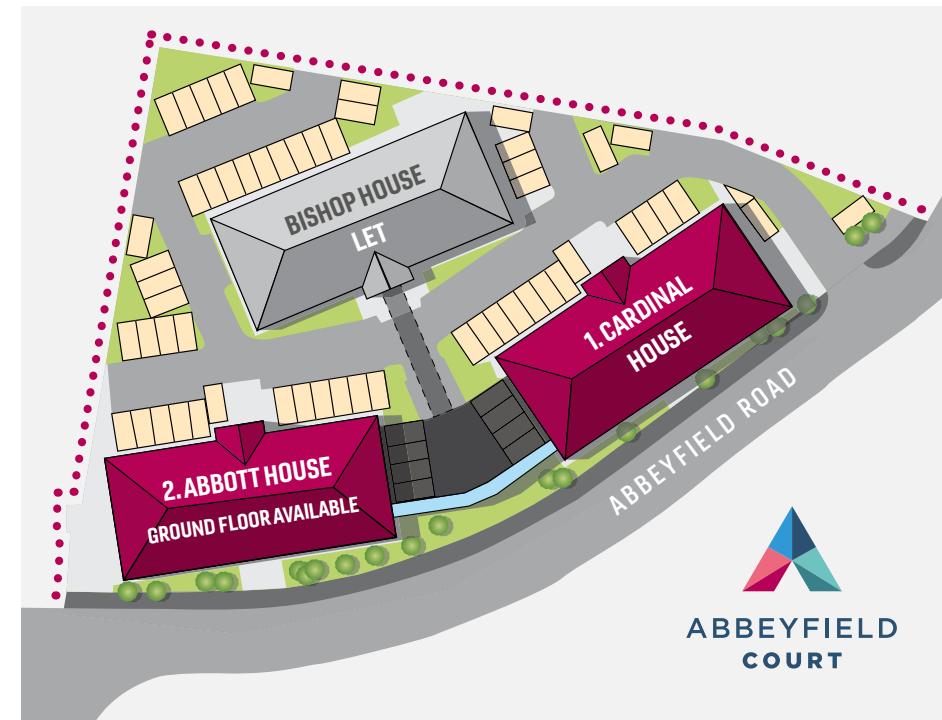 BISHOP HOUSE
LET
1. CARDINAL
HOUSE
2. ABBOTT HOUSE
GROUND FLOOR AVAILABLE
ABBEYFIELD ROAD
ABBEYFIELD
COURT